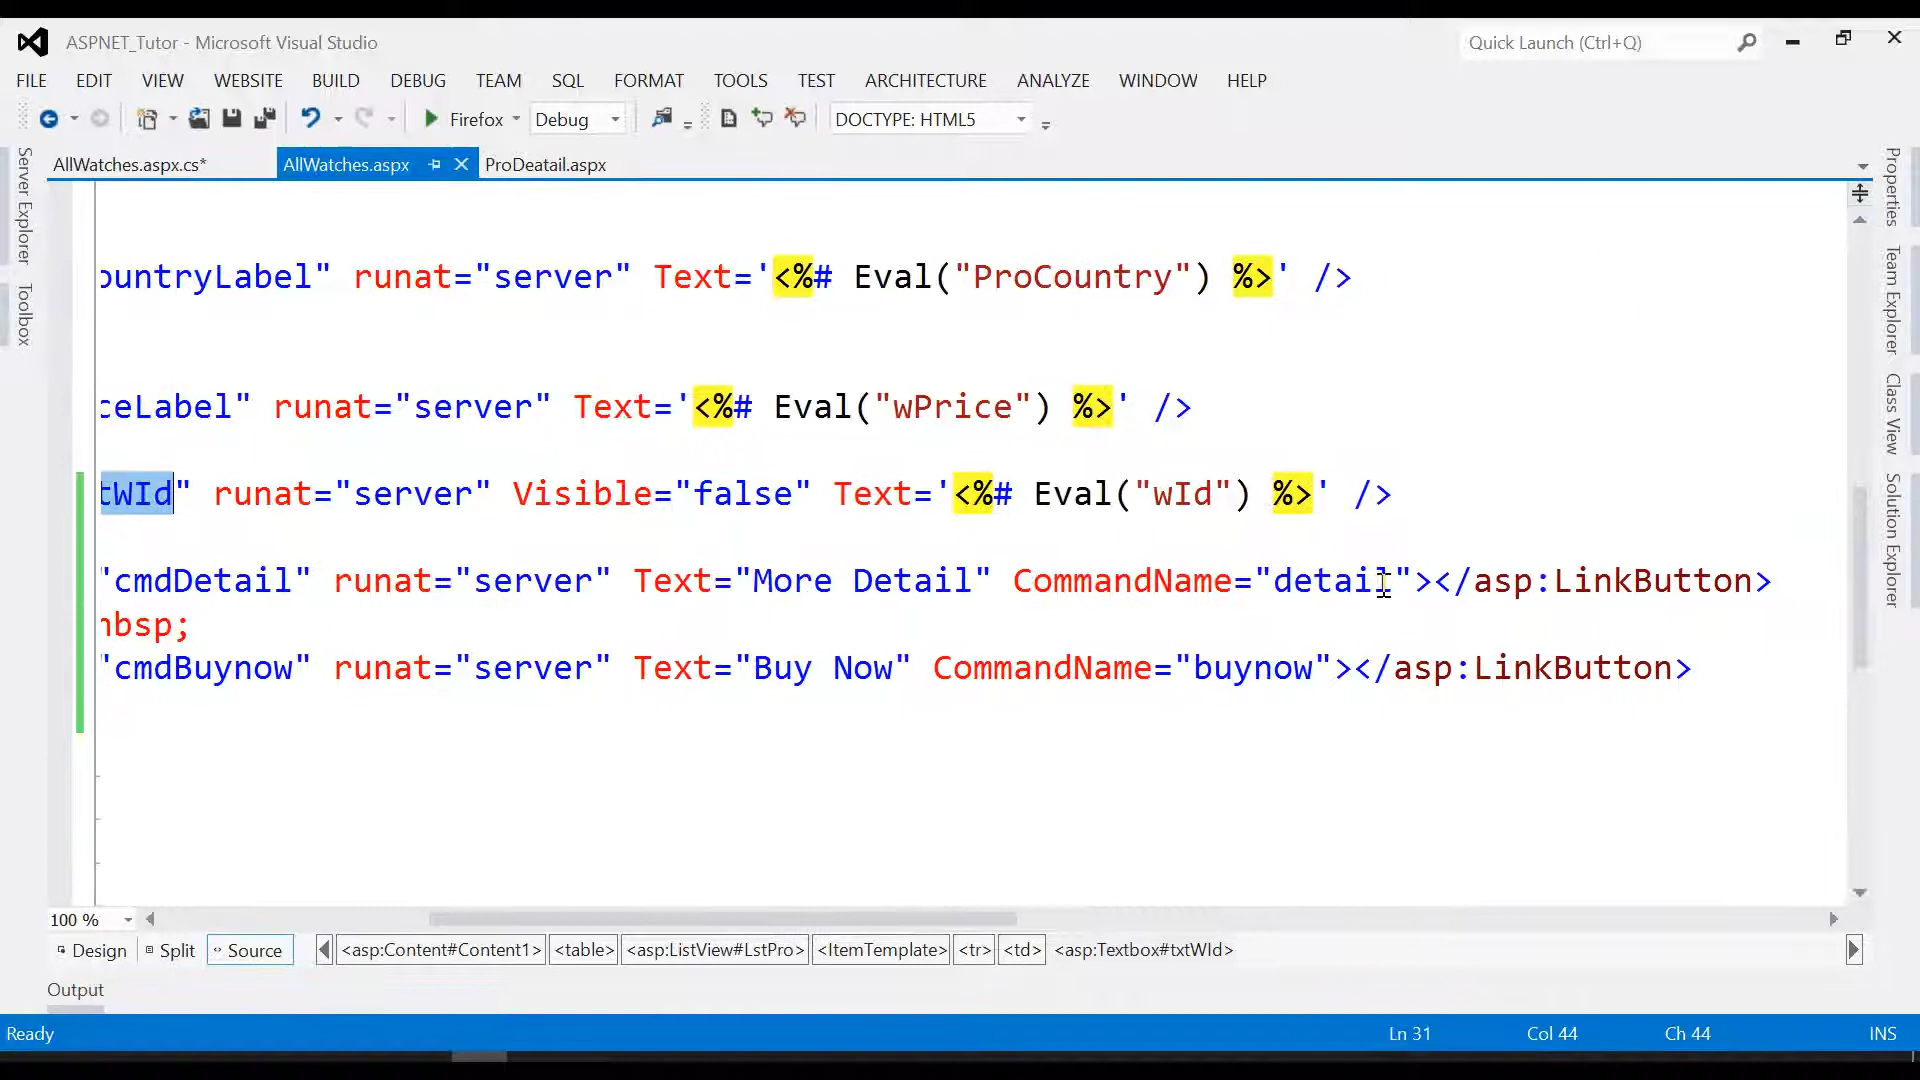 ASPNET_Tutor - Microsoft Visual Studio
Quick Launch (Ctrl+Q)
FILE EDIT VIEW WEBSITE BUILD DEBUG TEAM SQL FORMAT TOOLS TEST ARCHITECTURE ANALYZE WINDOW HELP
Firefox Debug DOCTYPE: HTML5
AllWatches.aspx.cs* AllWatches.aspx ProDeatail.aspx
Server Explorer
Toolbox
ountryLabel" runat="server" Text='<%# Eval("ProCountry") %>' />
ceLabel" runat="server" Text='<%# Eval("wPrice") %>' />
tWId" runat="server" Visible="false" Text='<%# Eval("wId") %>' />
"cmdDetail" runat="server" Text="More Detail" CommandName="detail"></asp:LinkButton>
nbsp;
"cmdBuynow" runat="server" Text="Buy Now" CommandName="buynow"></asp:LinkButton>
Properties
Team Explorer
Class View
Solution Explorer
100 %
Design Split Source <asp:Content#Content1> <table> <asp:ListView#LstPro> <ItemTemplate> <tr> <td> <asp:Textbox#txtWId>
Output
Ready Ln 31 Col 44 Ch 44 INS